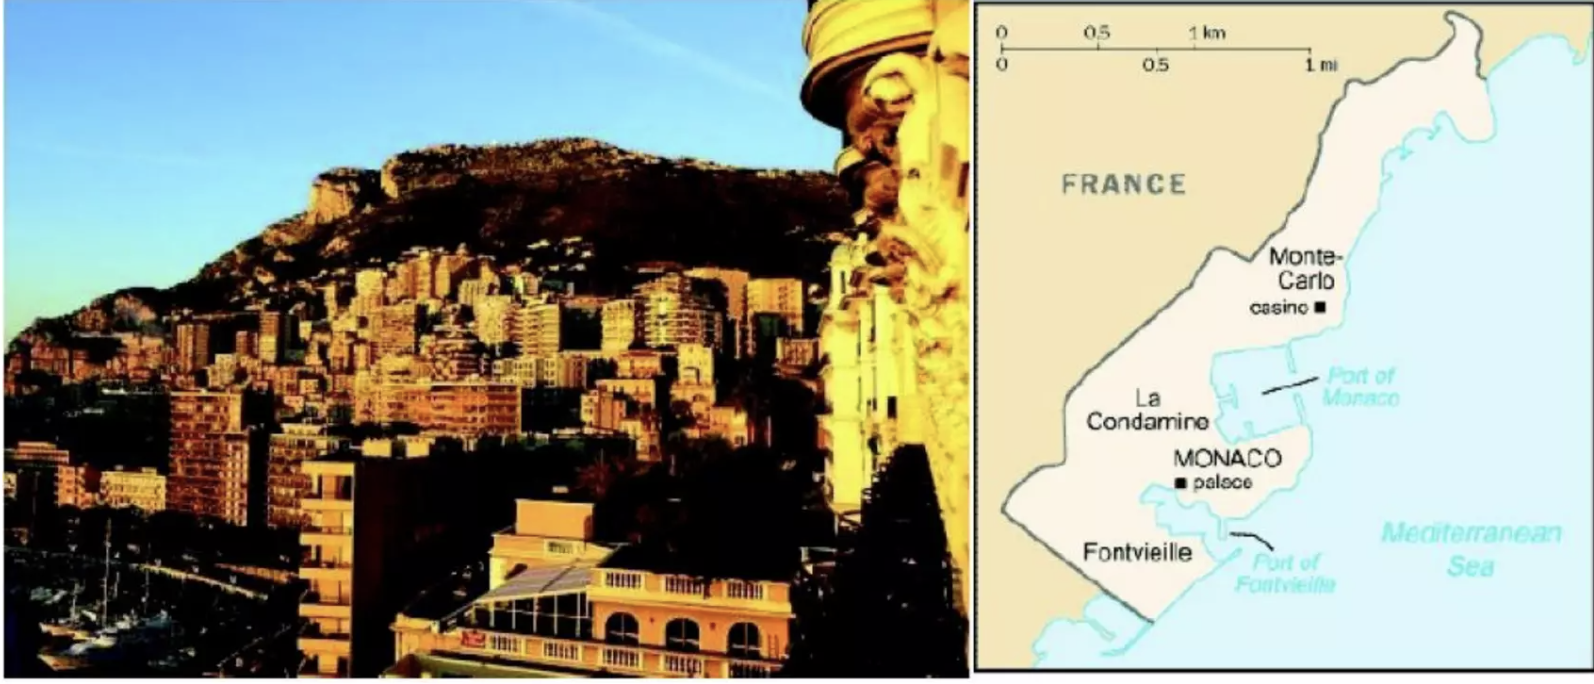 0 0.5 1 km
0 0.5 1 mi
FRANCE
Monte-
Carlo
casino
Port of
Monaco
La
Condamine
MONACO
palace
Fontvieille
Port of
Fontvieille
Mediterranean
Sea